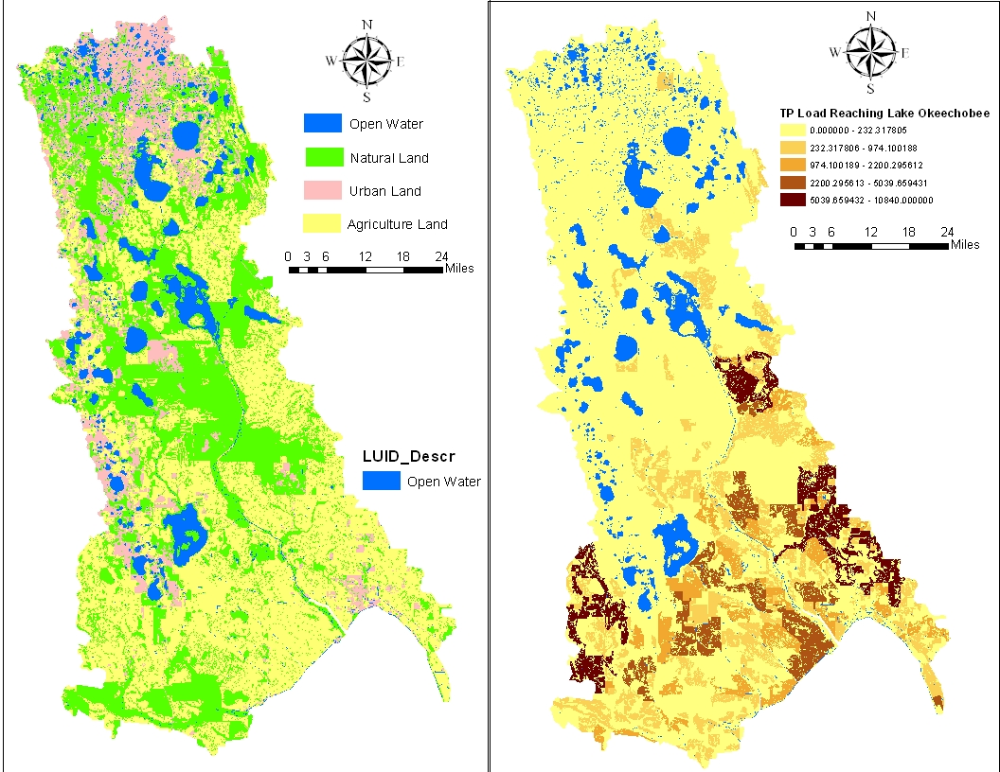 N
W E
S
Open Water
Natural Land
Urban Land
Agriculture Land
0 3 6 12 18 24
Miles
LUID_Descr
Open Water
N
W E
S
TP Load Reaching Lake Okeechobee
0.000000 - 232.317805
232.317806 - 974.100188
974.100189 - 2200.295612
2200.295613 - 5039.659431
5039.659432 - 10840.000000
0 3 6 12 18 24
Miles